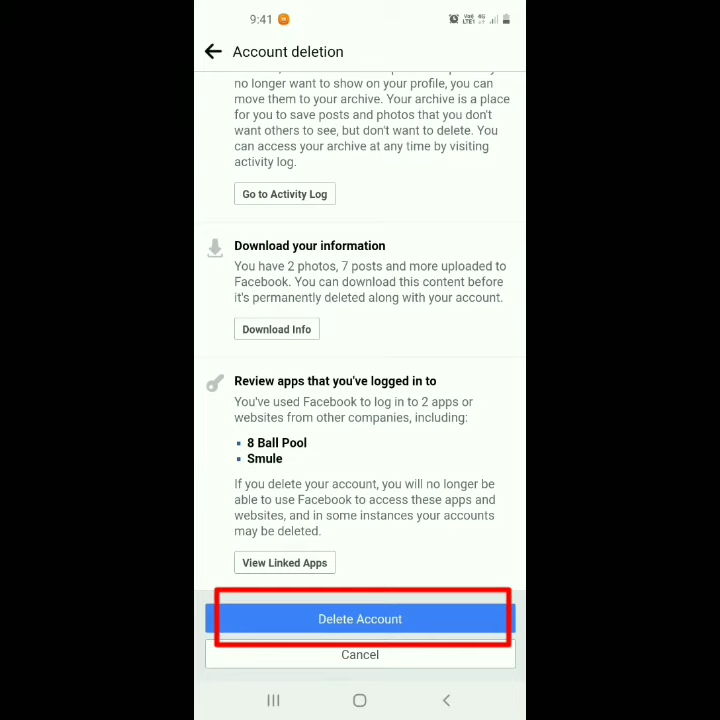 9:41
Vo) 4G
LTE1
Account deletion
no longer want to show on your profile, you can
move them to your archive. Your archive is a place
for you to save posts and photos that you don't
want others to see, but don't want to delete. You
can access your archive at any time by visiting
activity log.
Go to Activity Log
Download your information
You have 2 photos, 7 posts and more uploaded to
Facebook. You can download this content before
it's permanently deleted along with your account.
Download Info
Review apps that you've logged in to
You've used Facebook to log in to 2 apps or
websites from other companies, including:
▪ 8 Ball Pool
▪ Smule
If you delete your account, you will no longer be
able to use Facebook to access these apps and
websites, and in some instances your accounts
may be deleted.
View Linked Apps
Delete Account
Cancel